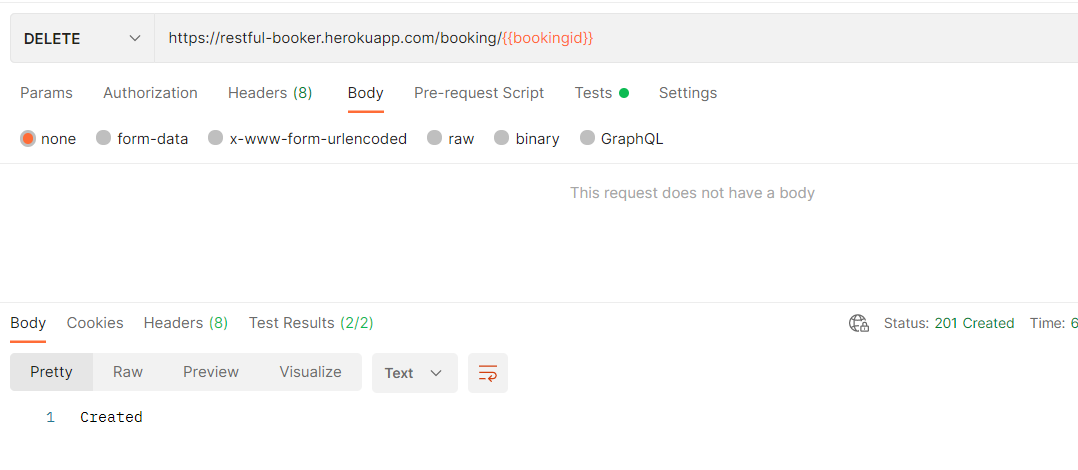 DELETE https://restful-booker.herokuapp.com/booking/{{bookingid}}
Params Authorization Headers (8) Body Pre-request Script Tests Settings
none form-data x-www-form-urlencoded raw binary GraphQL
This request does not have a body
Body Cookies Headers (8) Test Results (2/2) Status: 201 Created Time: 6
Pretty Raw Preview Visualize Text
1 Created